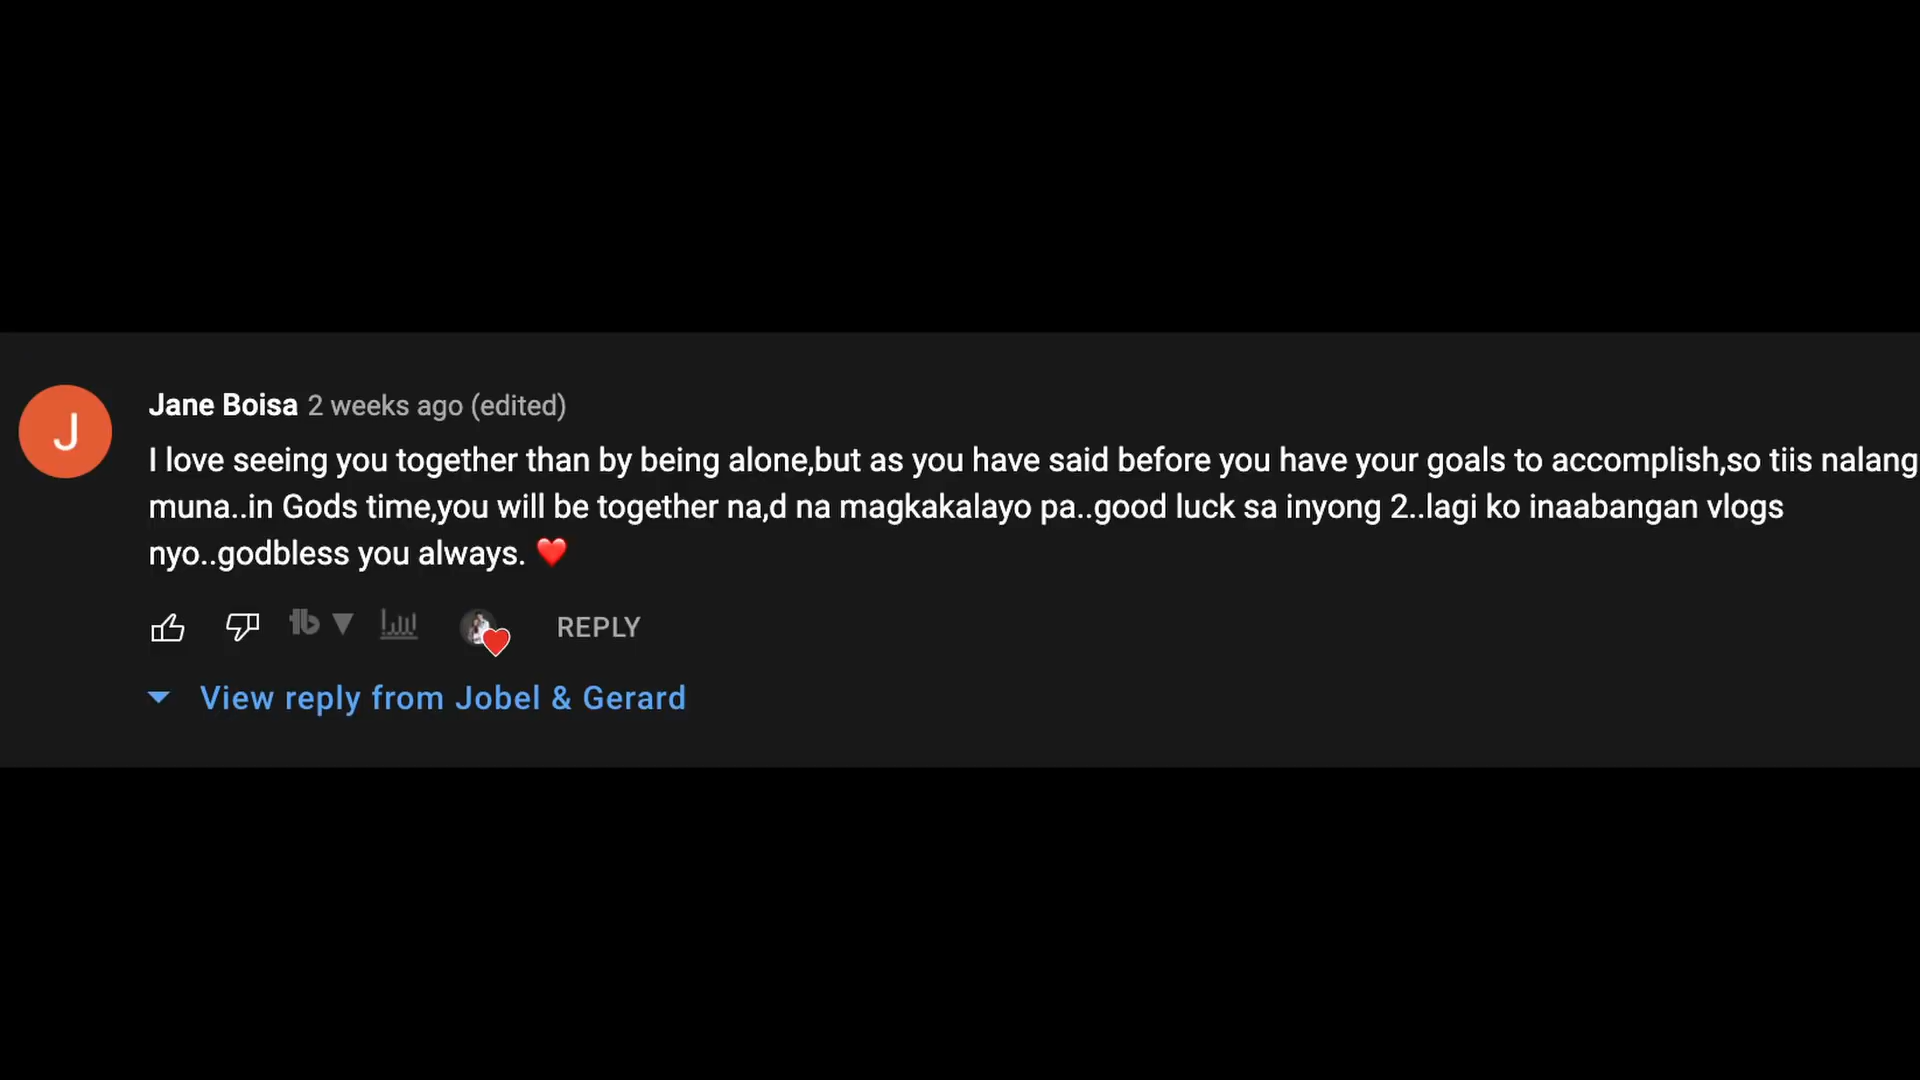 J
Jane Boisa 2 weeks ago (edited)
I love seeing you together than by being alone,but as you have said before you have your goals to accomplish,so tiis nalang
muna..in Gods time,you will be together na,d na magkakalayo pa..good luck sa inyong 2..lagi ko inaabangan vlogs
nyo..godbless you always. ❤️
tb REPLY
View reply from Jobel & Gerard